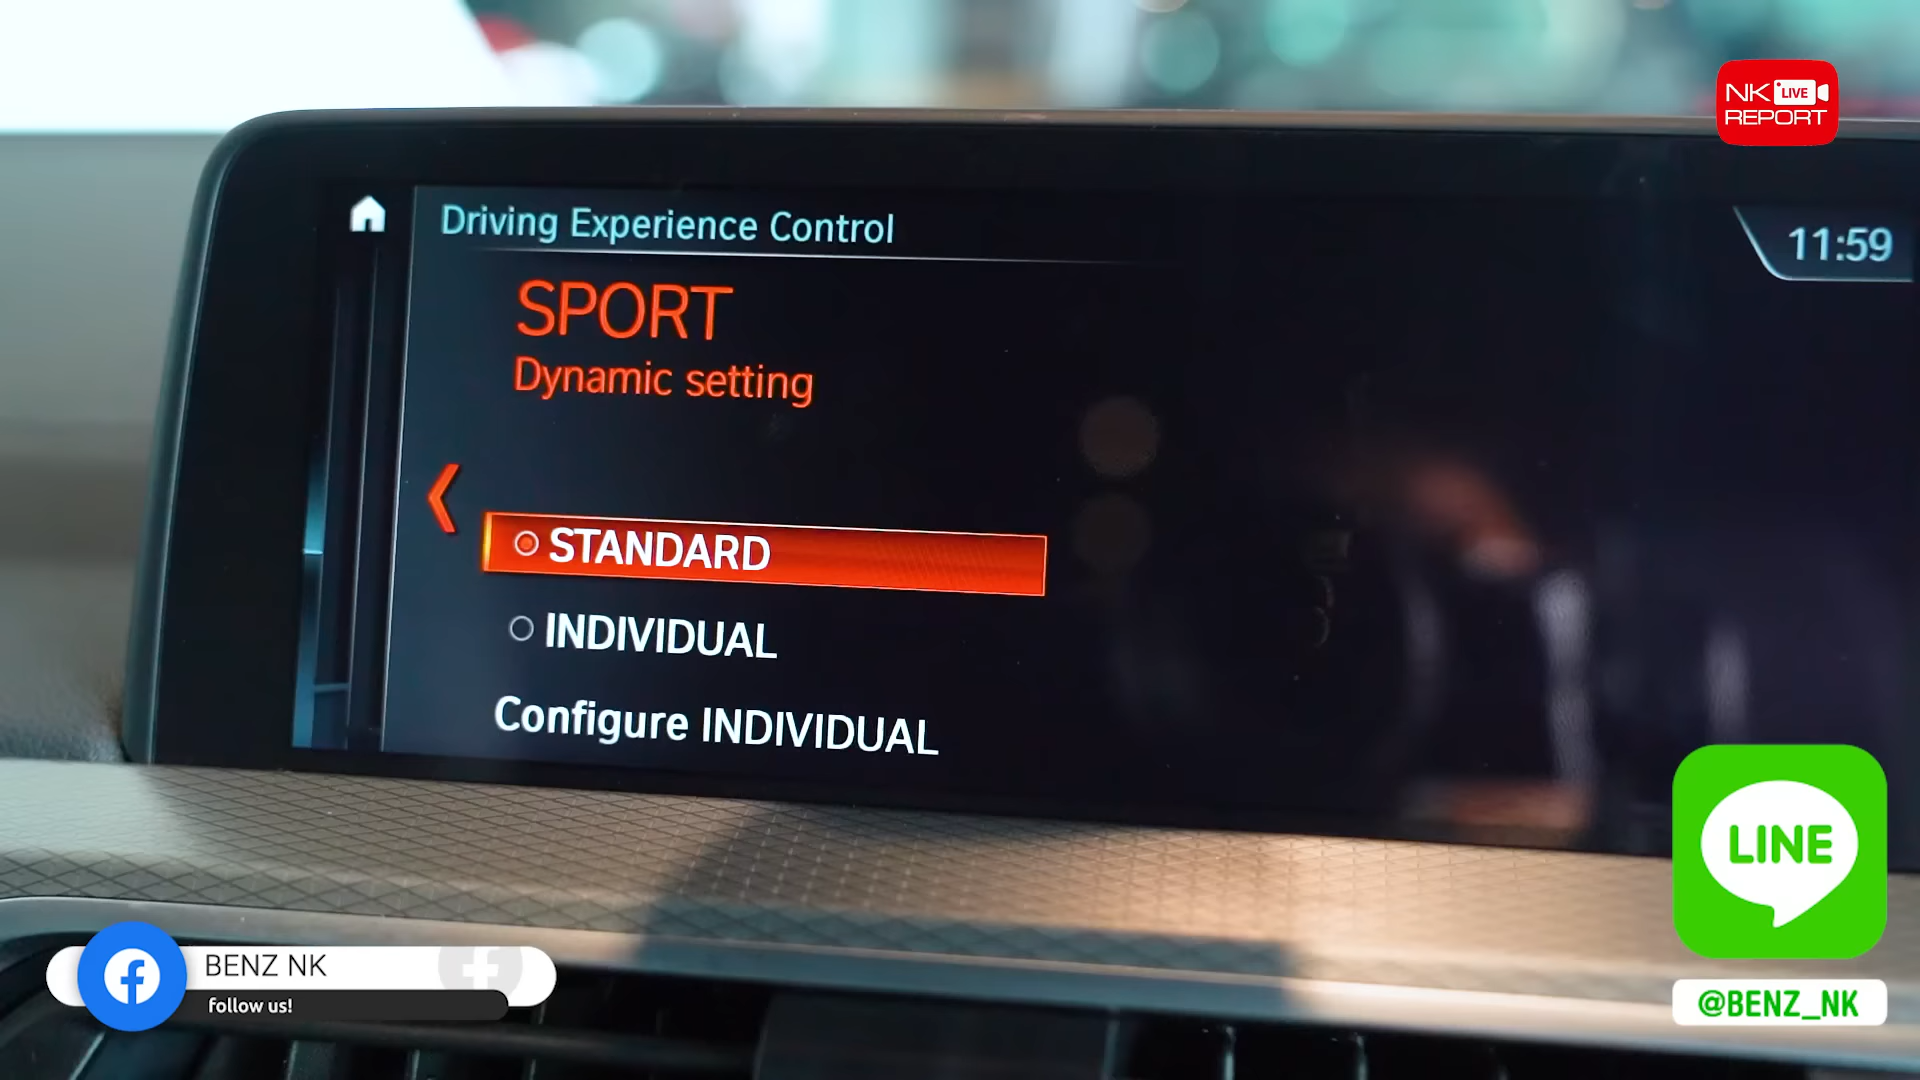 NK LIVE
REPORT
Driving Experience Control
11:59
SPORT
Dynamic setting
STANDARD
INDIVIDUAL
Configure INDIVIDUAL
LINE
@BENZ_NK
BENZ NK
follow us!